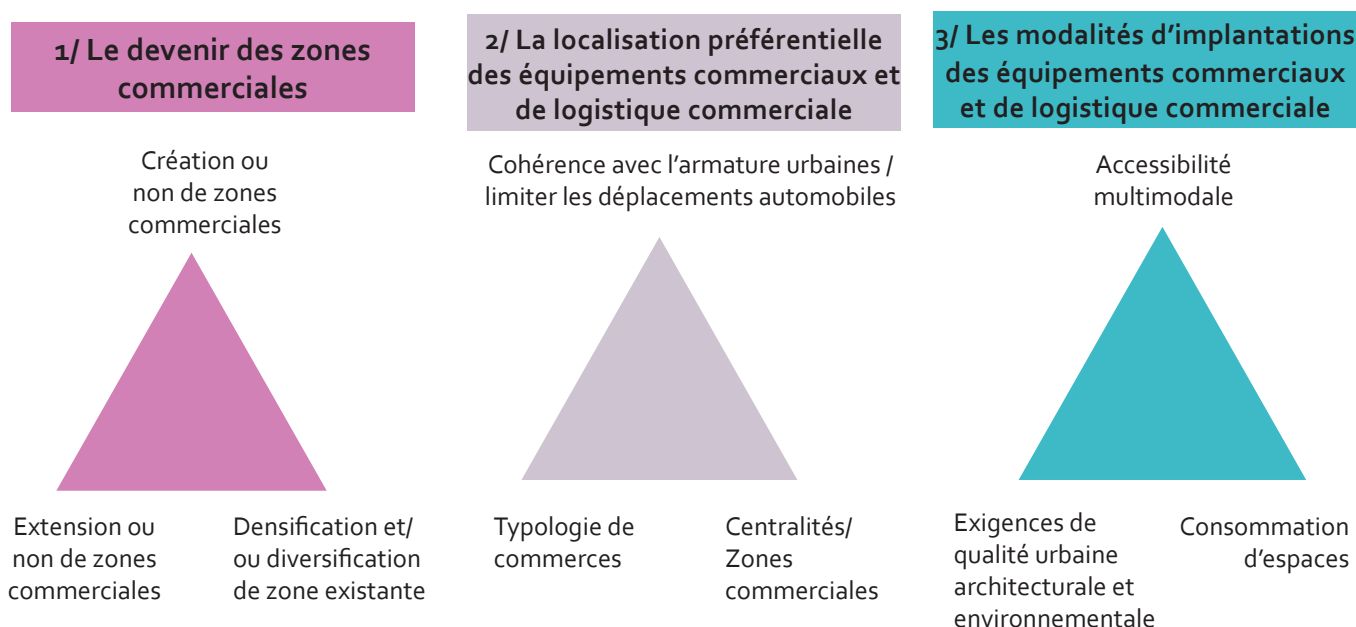 1/ Le devenir des zones
commerciales
Création ou
non de zones
commerciales
Extension ou
non de zones
commerciales
Densification et/
ou diversification
de zone existante
2/ La localisation préférentielle
des équipements commerciaux et
de logistique commerciale
Cohérence avec l'armature urbaines /
limiter les déplacements automobiles
Typologie de
commerces
Centralités/
Zones
commerciales
3/ Les modalités d'implantations
des équipements commerciaux
et de logistique commerciale
Accessibilité
multimodale
Exigences de
qualité urbaine
architecturale et
environnementale
Consommation
d'espaces